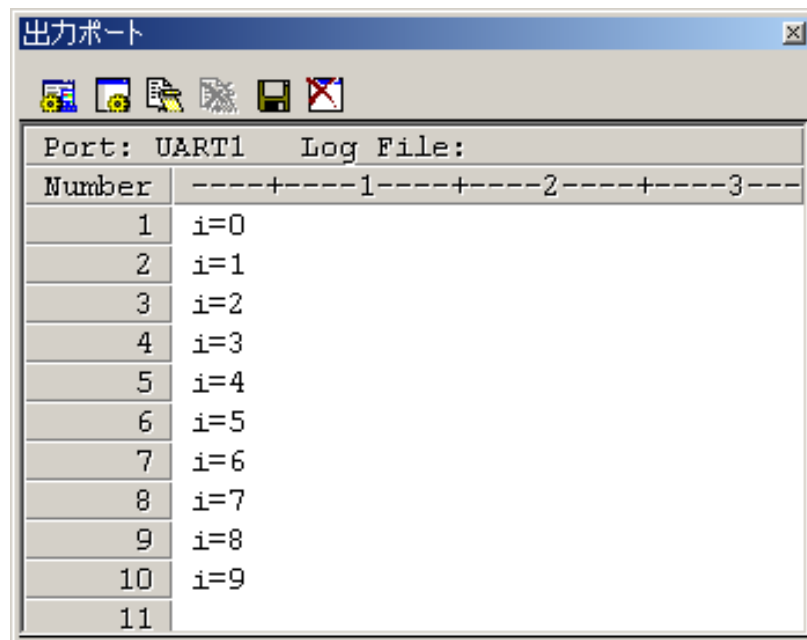 出力ポート
Port: UART1 Log File:
Number ----+----1----+----2----+----3---
1 i=0
2 i=1
3 i=2
4 i=3
5 i=4
6 i=5
7 i=6
8 i=7
9 i=8
10 i=9
11